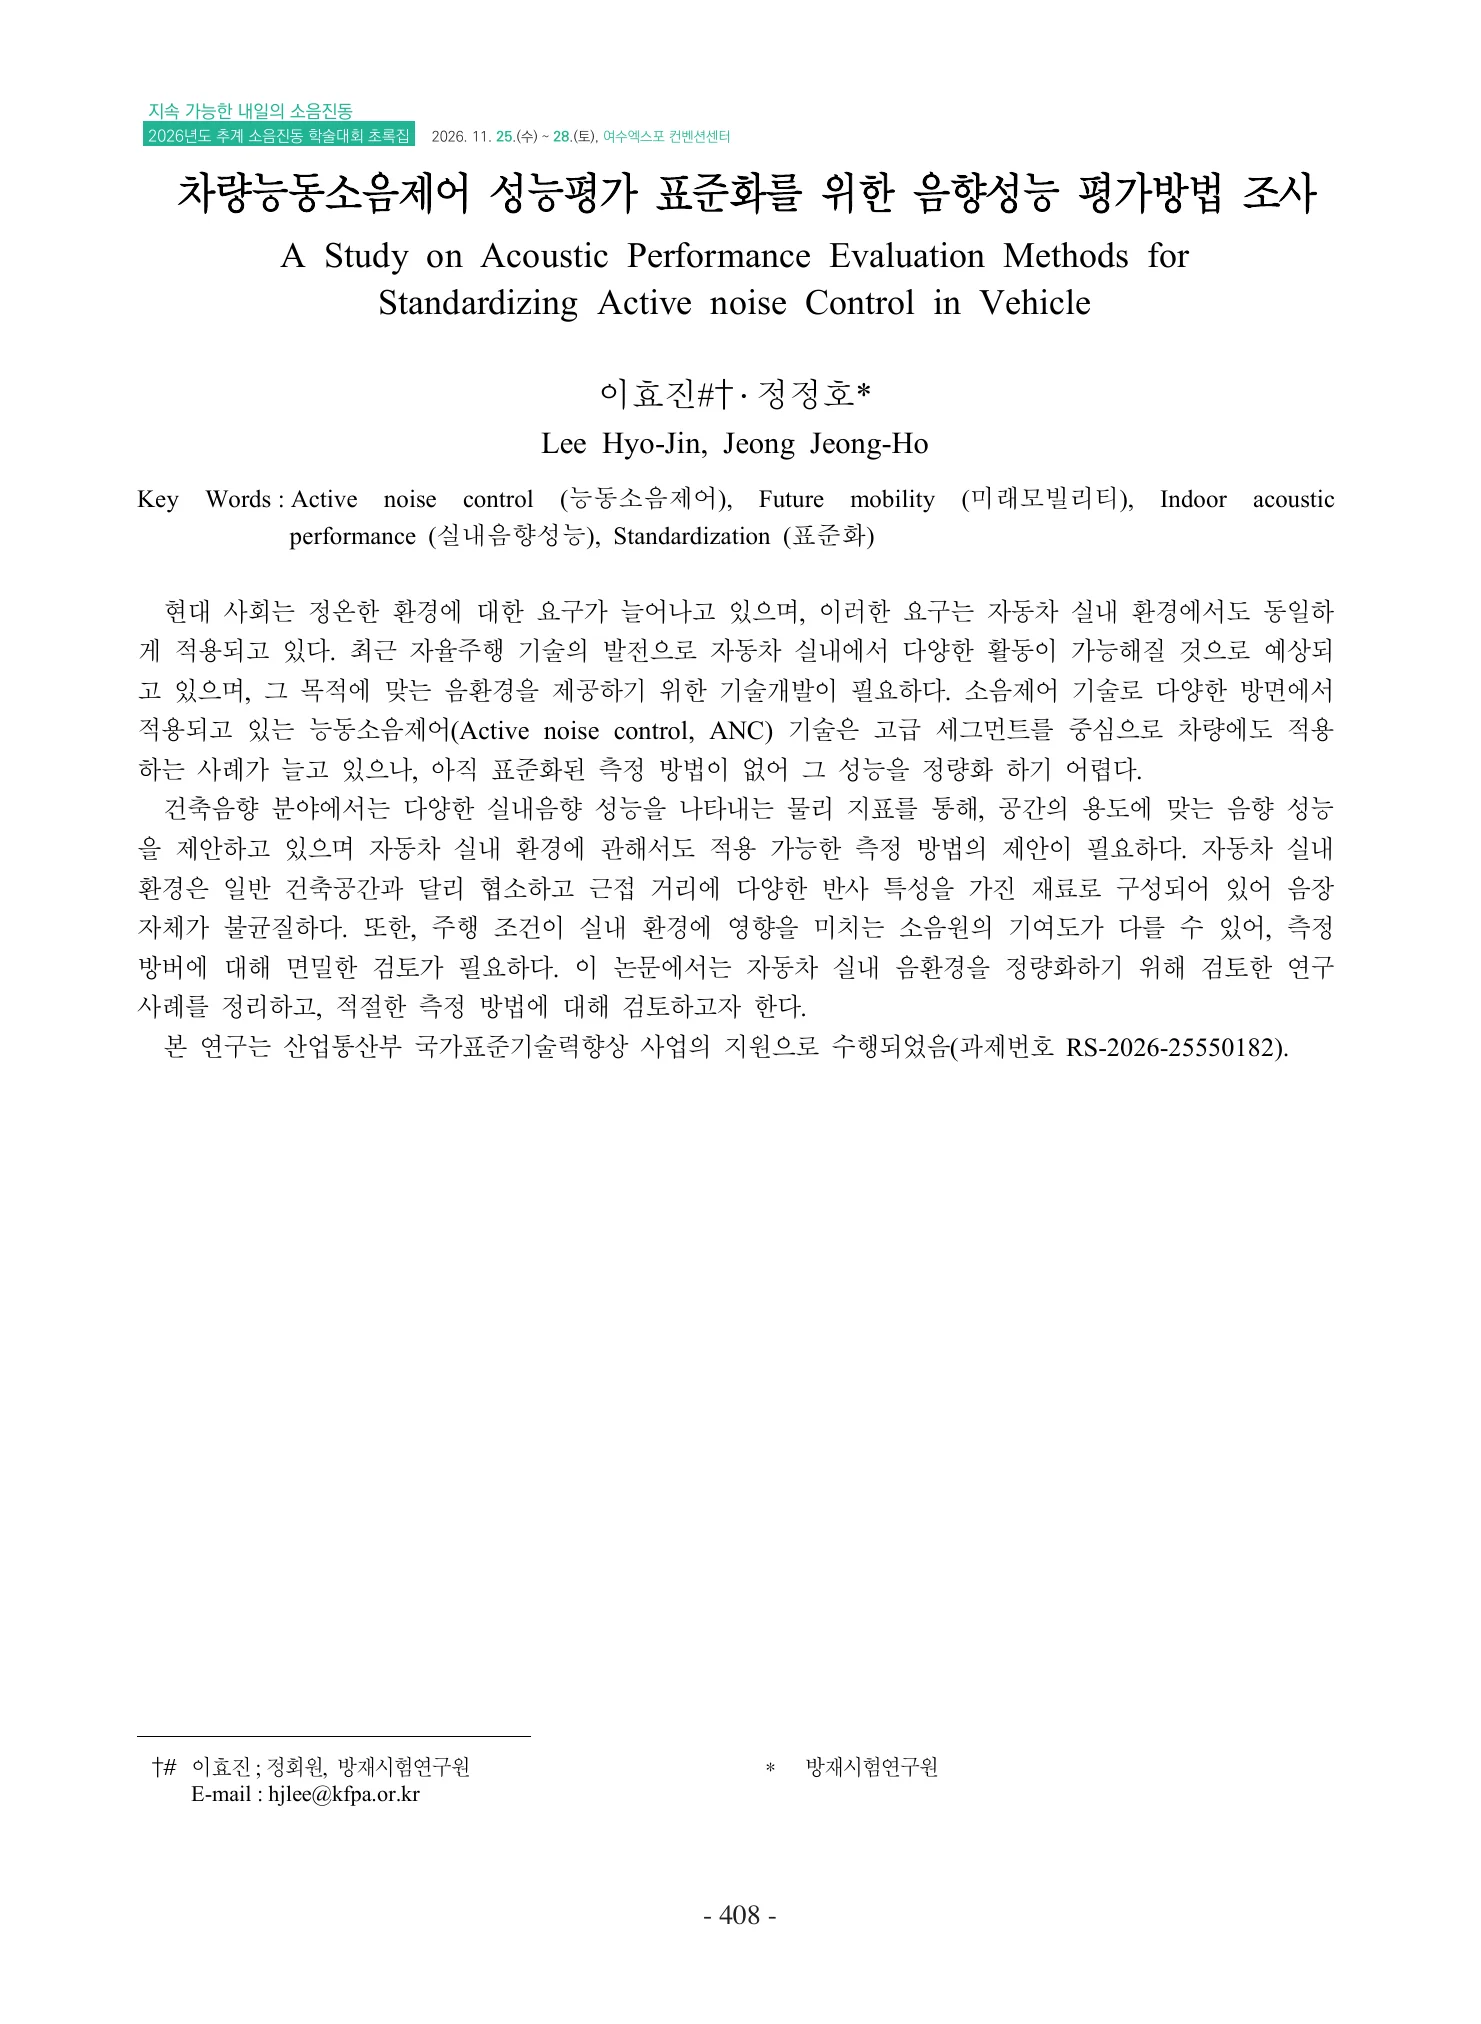 지속 가능한 내일의 소음진동
2026년도 추계 소음진동 학술대회 초록집 2026. 11. 25.(수) ~ 28.(토), 여수엑스포 컨벤션센터
차량능동소음제어 성능평가 표준화를 위한 음향성능 평가방법 조사
A Study on Acoustic Performance Evaluation Methods for
Standardizing Active noise Control in Vehicle
이효진#†· 정정호*
Lee Hyo-Jin, Jeong Jeong-Ho
Key Words : Active noise control (능동소음제어), Future mobility (미래모빌리티), Indoor acoustic
performance (실내음향성능), Standardization (표준화)
현대 사회는 정온한 환경에 대한 요구가 늘어나고 있으며, 이러한 요구는 자동차 실내 환경에서도 동일하
게 적용되고 있다. 최근 자율주행 기술의 발전으로 자동차 실내에서 다양한 활동이 가능해질 것으로 예상되
고 있으며, 그 목적에 맞는 음환경을 제공하기 위한 기술개발이 필요하다. 소음제어 기술로 다양한 방면에서
적용되고 있는 능동소음제어(Active noise control, ANC) 기술은 고급 세그먼트를 중심으로 차량에도 적용
하는 사례가 늘고 있으나, 아직 표준화된 측정 방법이 없어 그 성능을 정량화 하기 어렵다.
건축음향 분야에서는 다양한 실내음향 성능을 나타내는 물리 지표를 통해, 공간의 용도에 맞는 음향 성능
을 제안하고 있으며 자동차 실내 환경에 관해서도 적용 가능한 측정 방법의 제안이 필요하다. 자동차 실내
환경은 일반 건축공간과 달리 협소하고 근접 거리에 다양한 반사 특성을 가진 재료로 구성되어 있어 음장
자체가 불균질하다. 또한, 주행 조건이 실내 환경에 영향을 미치는 소음원의 기여도가 다를 수 있어, 측정
방버에 대해 면밀한 검토가 필요하다. 이 논문에서는 자동차 실내 음환경을 정량화하기 위해 검토한 연구
사례를 정리하고, 적절한 측정 방법에 대해 검토하고자 한다.
본 연구는 산업통산부 국가표준기술력향상 사업의 지원으로 수행되었음(과제번호 RS-2026-25550182).
†# 이효진 ; 정회원, 방재시험연구원
E-mail : hjlee@kfpa.or.kr
* 방재시험연구원
- 408 -